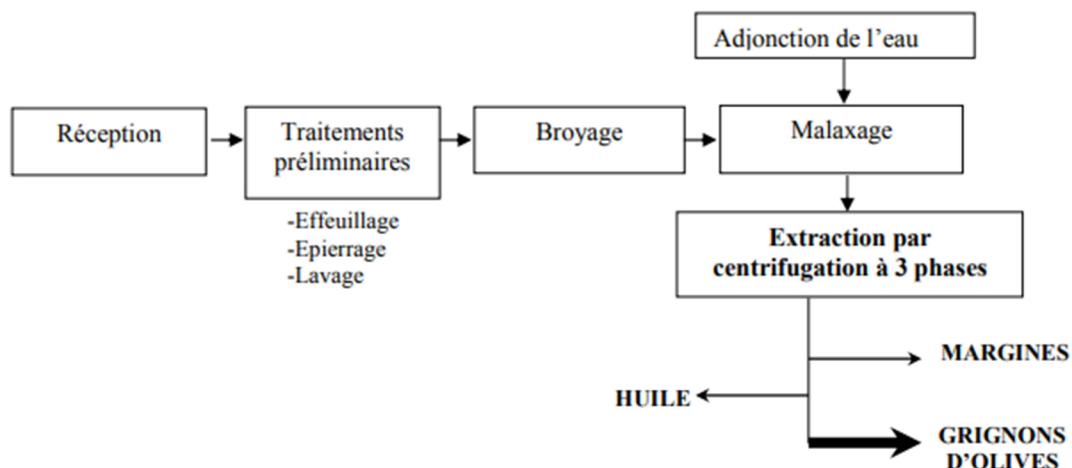 Adjonction de l'eau
Réception
Traitements
préliminaires
Broyage
Malaxage
-Effeuillage
-Epierrage
-Lavage
Extraction par
centrifugation à 3 phases
MARGINES
HUILE
GRIGNONS
D'OLIVES